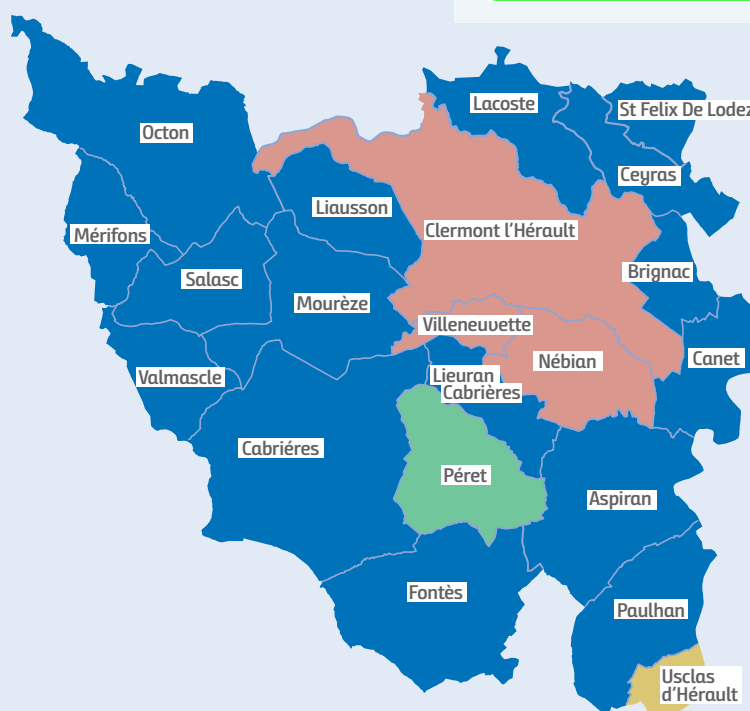 Lacoste
St Felix De Lodez
Octon
Ceyras
Liausson
Clermont l'Hérault
Mérifons
Brignac
Salasc
Mourèze
Villeneuvette
Canet
Nébian
Valmascle
Lieuran
Cabrières
Cabriéres
Péret
Aspiran
Fontès
Paulhan
Usclas
d'Hérault